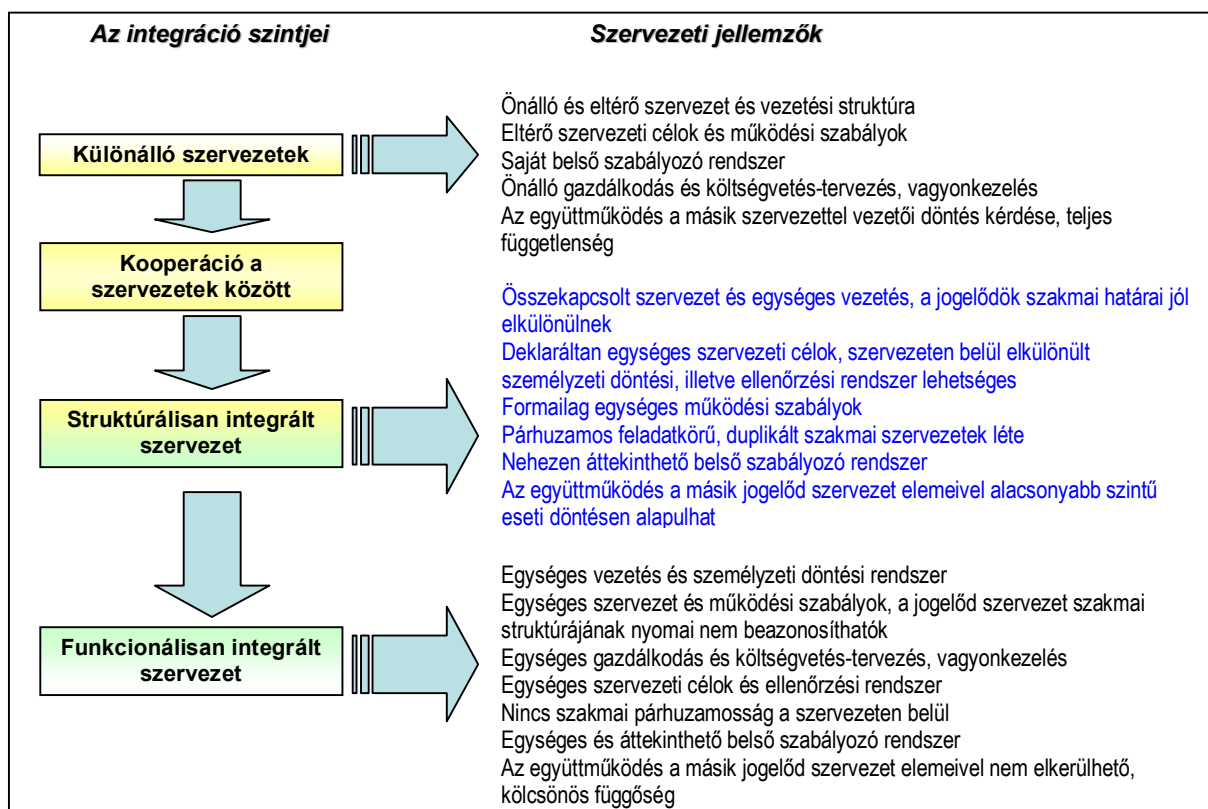 Az integráció szintjei
Szervezeti jellemzők
Különálló szervezetek
Önálló és eltérő szervezet és vezetési struktúra
Eltérő szervezeti célok és működési szabályok
Saját belső szabályozó rendszer
Önálló gazdálkodás és költségvetés-tervezés, vagyonkezelés
Az együttműködés a másik szervezettel vezetői döntés kérdése, teljes
függetlenség
Kooperáció a
szervezetek között
Struktúrálisan integrált
szervezet
Összekapcsolt szervezet és egységes vezetés, a jogelődök szakmai határai jól
elkülönülnek
Deklaráltan egységes szervezeti célok, szervezeten belül elkülönült
személyzeti döntési, illetve ellenőrzési rendszer lehetséges
Formailag egységes működési szabályok
Párhuzamos feladatkörű, duplikált szakmai szervezetek léte
Nehezen áttekinthető belső szabályozó rendszer
Az együttműködés a másik jogelőd szervezet elemeivel alacsonyabb szintű
eseti döntésen alapulhat
Funkcionálisan integrált
szervezet
Egységes vezetés és személyzeti döntési rendszer
Egységes szervezet és működési szabályok, a jogelőd szervezet szakmai
struktúrájának nyomai nem beazonosíthatók
Egységes gazdálkodás és költségvetés-tervezés, vagyonkezelés
Egységes szervezeti célok és ellenőrzési rendszer
Nincs szakmai párhuzamosság a szervezeten belül
Egységes és áttekinthető belső szabályozó rendszer
Az együttműködés a másik jogelőd szervezet elemeivel nem elkerülhető,
kölcsönös függőség